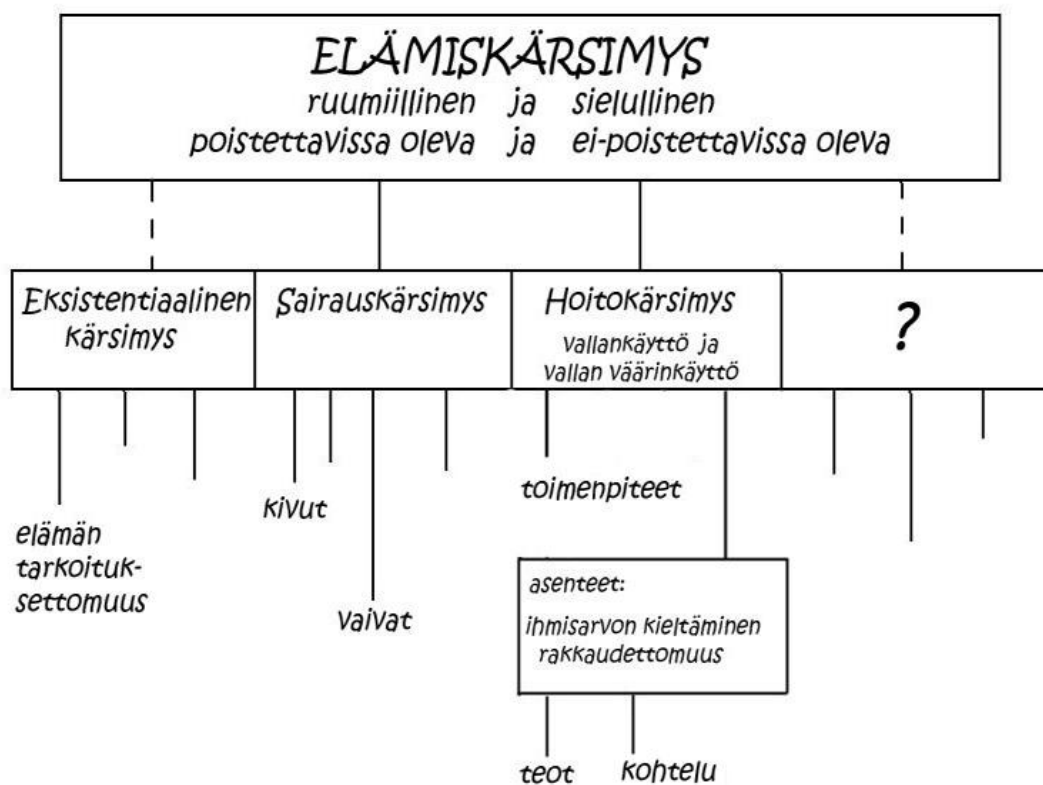 ELÄMISKÄRSIMYS
ruumiillinen ja sielullinen
poistettavissa oleva ja ei-poistettavissa oleva
Eksistentiaalinen
kärsimys
Sairauskärsimys
Hoitokärsimys
vallankäyttö ja
vallan väärinkäyttö
?
elämän
tarkoituk-
settomuus
kivut
vaivat
toimenpiteet
asenteet:
ihmisarvon kieltäminen
rakkaudettomuus
teot
kohtelu